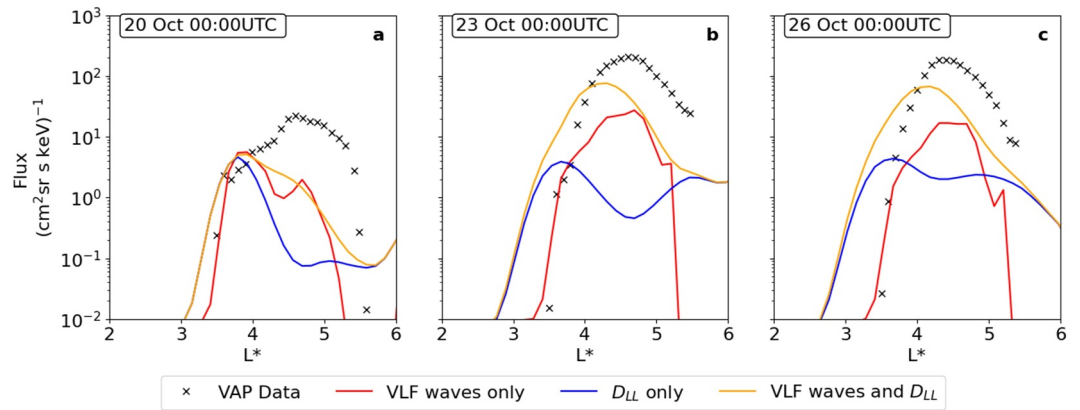 20 Oct 00:00UTC
a
23 Oct 00:00UTC
b
26 Oct 00:00UTC
c
Flux
(cm²sr s keV)⁻¹
10³
10²
10¹
10⁰
10⁻¹
10⁻²
2 3 4 5 6
2 3 4 5 6
2 3 4 5 6
L*
L*
L*
VAP Data
VLF waves only
D_LL only
VLF waves and D_LL